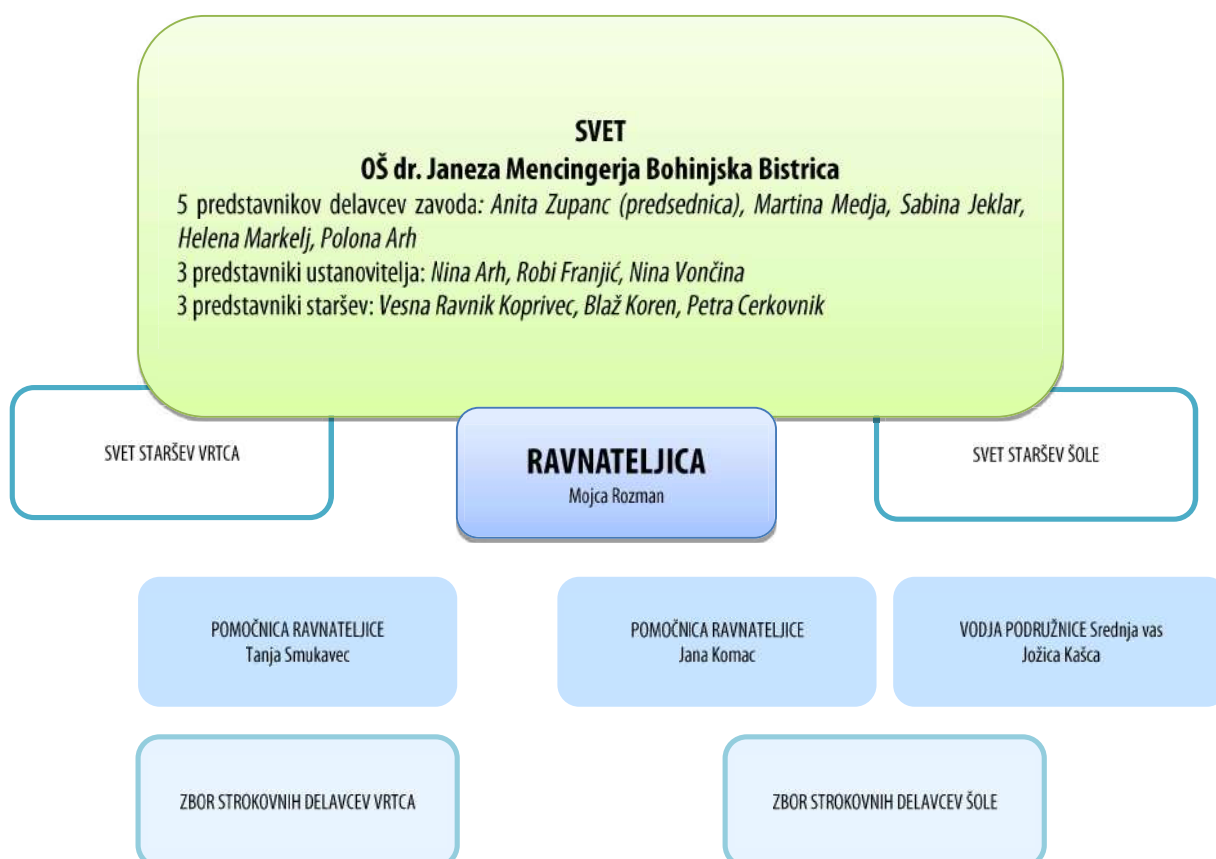 SVET
OŠ dr. Janeza Mencingerja Bohinjska Bistrica
5 predstavnikov delavcev zavoda: Anita Zupanc (predsednica), Martina Medja, Sabina Jeklar,
Helena Markelj, Polona Arh
3 predstavniki ustanovitelja: Nina Arh, Robi Franjić, Nina Vončina
3 predstavniki staršev: Vesna Ravnik Koprivec, Blaž Koren, Petra Cerkovnik
SVET STARŠEV VRTCA
RAVNATELJICA
Mojca Rozman
SVET STARŠEV ŠOLE
POMOČNICA RAVNATELJICE
Tanja Smukavec
POMOČNICA RAVNATELJICE
Jana Komac
VODJA PODRUŽNICE Srednja vas
Jožica Kašca
ZBOR STROKOVNIH DELAVCEV VRTCA
ZBOR STROKOVNIH DELAVCEV ŠOLE